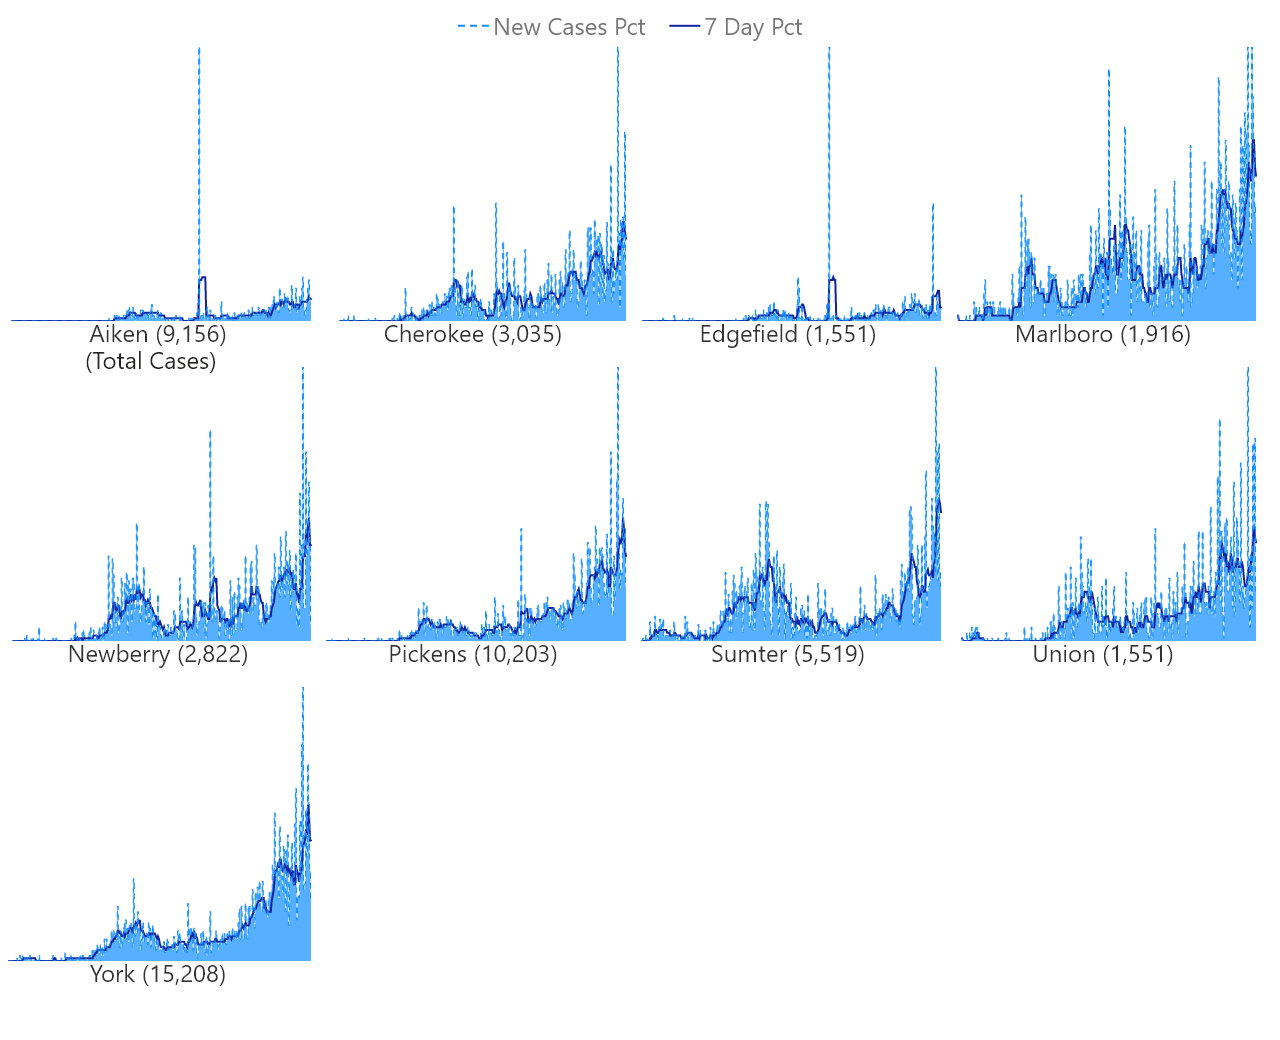 New Cases Pct 7 Day Pct
Aiken (9,156) Cherokee (3,035) Edgefield (1,551) Marlboro (1,916)
(Total Cases)
Newberry (2,822) Pickens (10,203) Sumter (5,519) Union (1,551)
York (15,208)